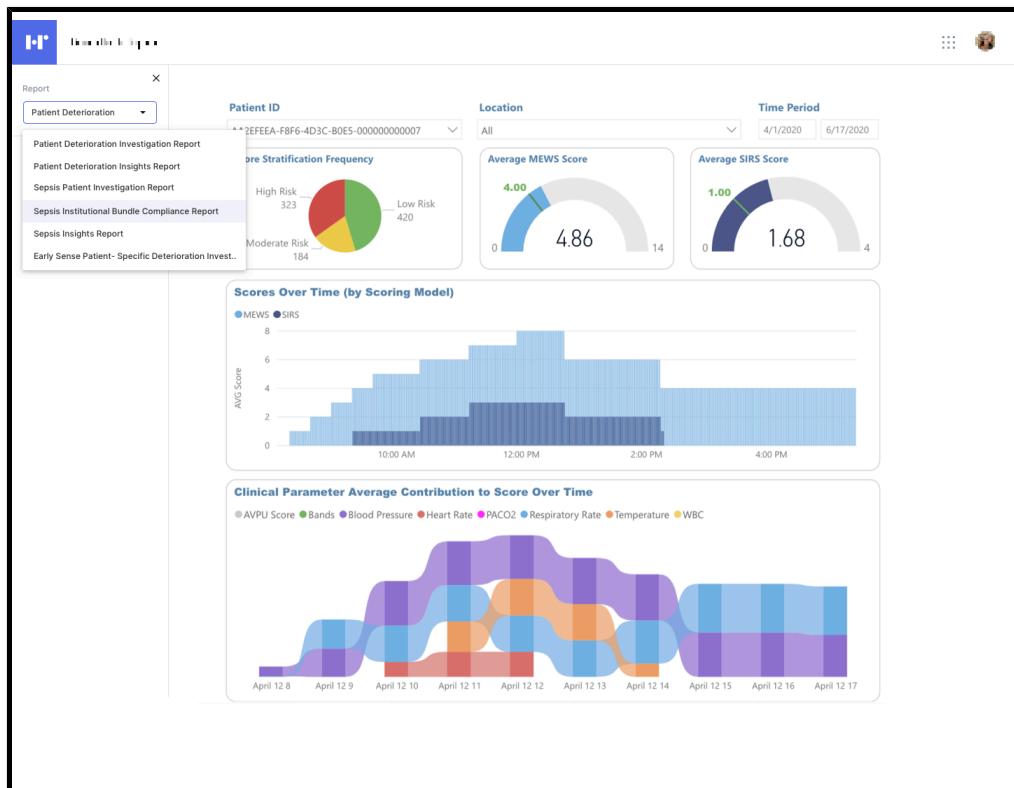 Report
Patient Deterioration
Patient Deterioration Investigation Report
Patient Deterioration Insights Report
Sepsis Patient Investigation Report
Sepsis Institutional Bundle Compliance Report
Sepsis Insights Report
Early Sense Patient- Specific Deterioration Invest..
Patient ID
Location
All
Time Period
4/1/2020 6/17/2020
Stratification Frequency
High Risk
323
Low Risk
420
Moderate Risk
184
Average MEWS Score
4.00
4.86
0 14
Average SIRS Score
1.00
1.68
0 4
Scores Over Time (by Scoring Model)
MEWS SIRS
AVG Score
8
6
4
2
0
10:00 AM 12:00 PM 2:00 PM 4:00 PM
Clinical Parameter Average Contribution to Score Over Time
AVPU Score Bands Blood Pressure Heart Rate PACO2 Respiratory Rate Temperature WBC
April 12 8 April 12 9 April 12 10 April 12 11 April 12 12 April 12 13 April 12 14 April 12 15 April 12 16 April 12 17